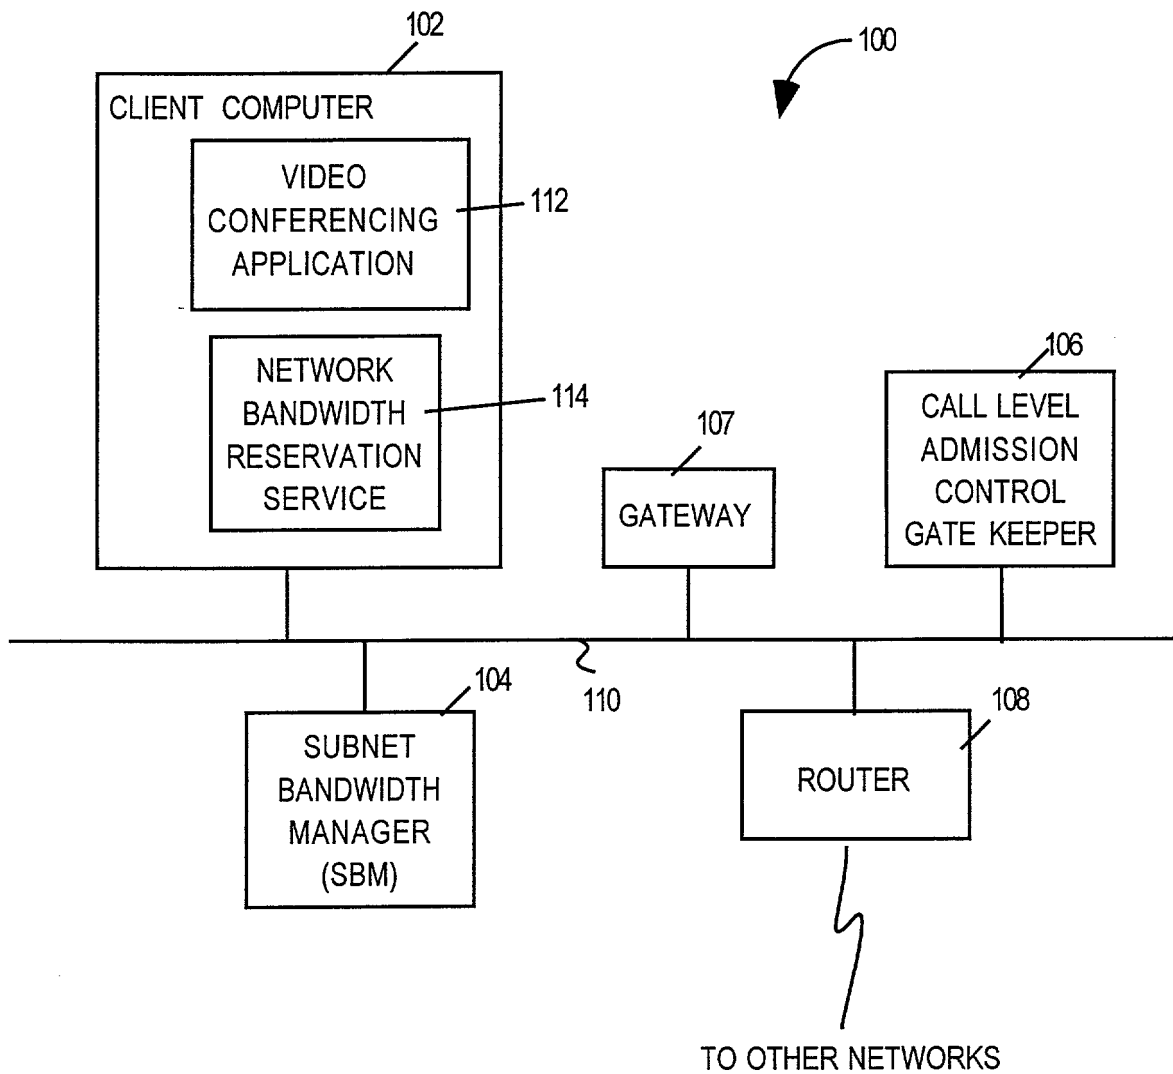 102
100
CLIENT COMPUTER
VIDEO
CONFERENCING
APPLICATION
112
NETWORK
BANDWIDTH
RESERVATION
SERVICE
114
107
GATEWAY
106
CALL LEVEL
ADMISSION
CONTROL
GATE KEEPER
110
104
SUBNET
BANDWIDTH
MANAGER
(SBM)
108
ROUTER
TO OTHER NETWORKS